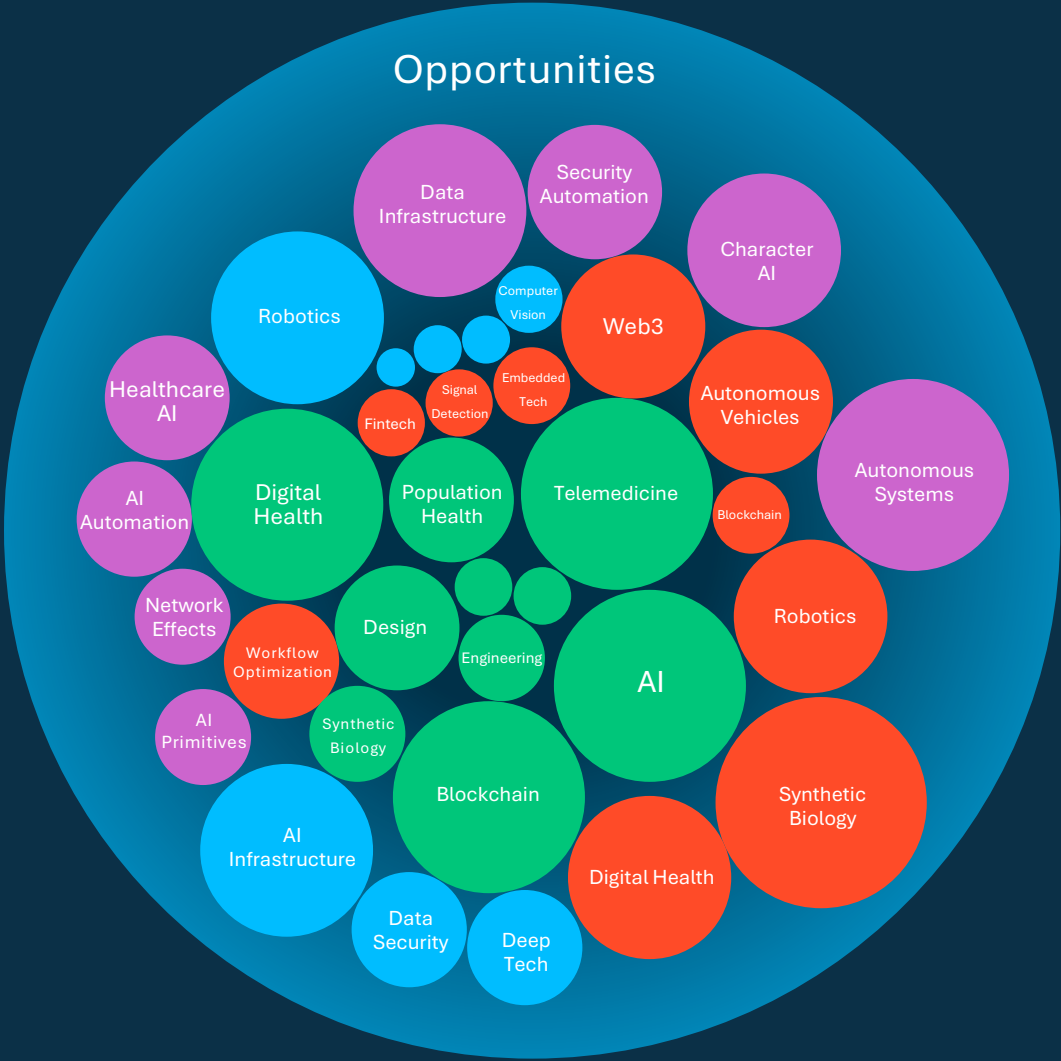 Opportunities
Data
Infrastructure
Security
Automation
Character
AI
Robotics
Computer
Vision
Web3
Healthcare
AI
Signal
Detection
Embedded
Tech
Fintech
Autonomous
Vehicles
Autonomous
Systems
AI
Automation
Digital
Health
Population
Health
Telemedicine
Blockchain
Network
Effects
Workflow
Optimization
Design
Engineering
Robotics
AI
AI
Primitives
Synthetic
Biology
Blockchain
Synthetic
Biology
AI
Infrastructure
Digital Health
Data
Security
Deep
Tech